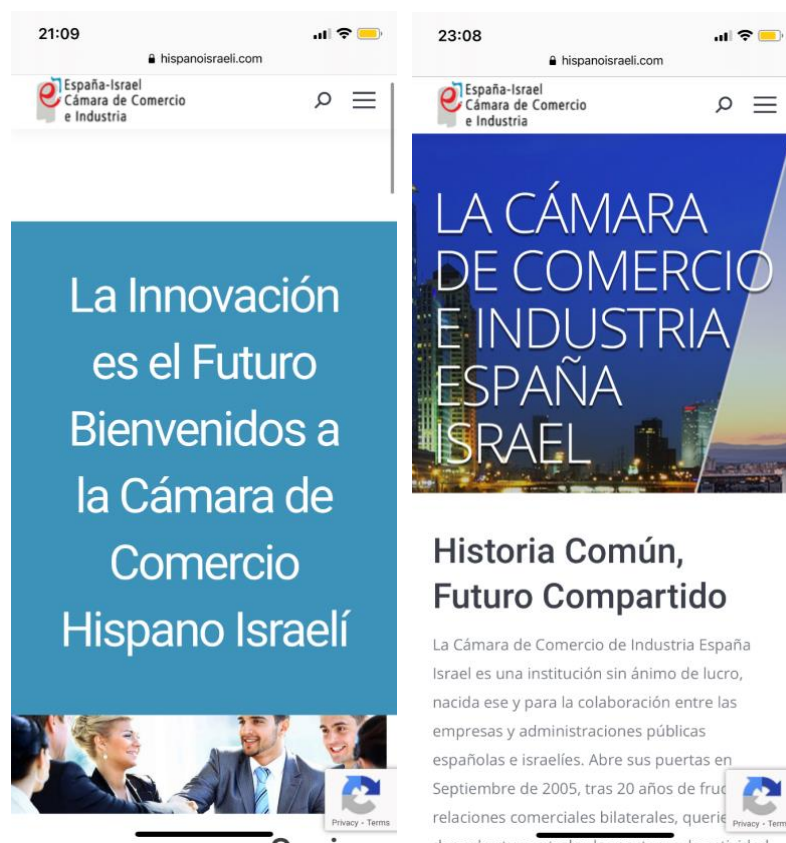 21:09
hispanoisraeli.com
España-Israel
Cámara de Comercio
e Industria
La Innovación
es el Futuro
Bienvenidos a
la Cámara de
Comercio
Hispano Israelí
Privacy - Terms
23:08
hispanoisraeli.com
España-Israel
Cámara de Comercio
e Industria
LA CÁMARA
DE COMERCIO
E INDUSTRIA
ESPAÑA
ISRAEL
Historia Común,
Futuro Compartido
La Cámara de Comercio de Industria España
Israel es una institución sin ánimo de lucro,
nacida ese y para la colaboración entre las
empresas y administraciones públicas
españolas e israelíes. Abre sus puertas en
Septiembre de 2005, tras 20 años de
relaciones comerciales bilaterales,
Privacy - Term